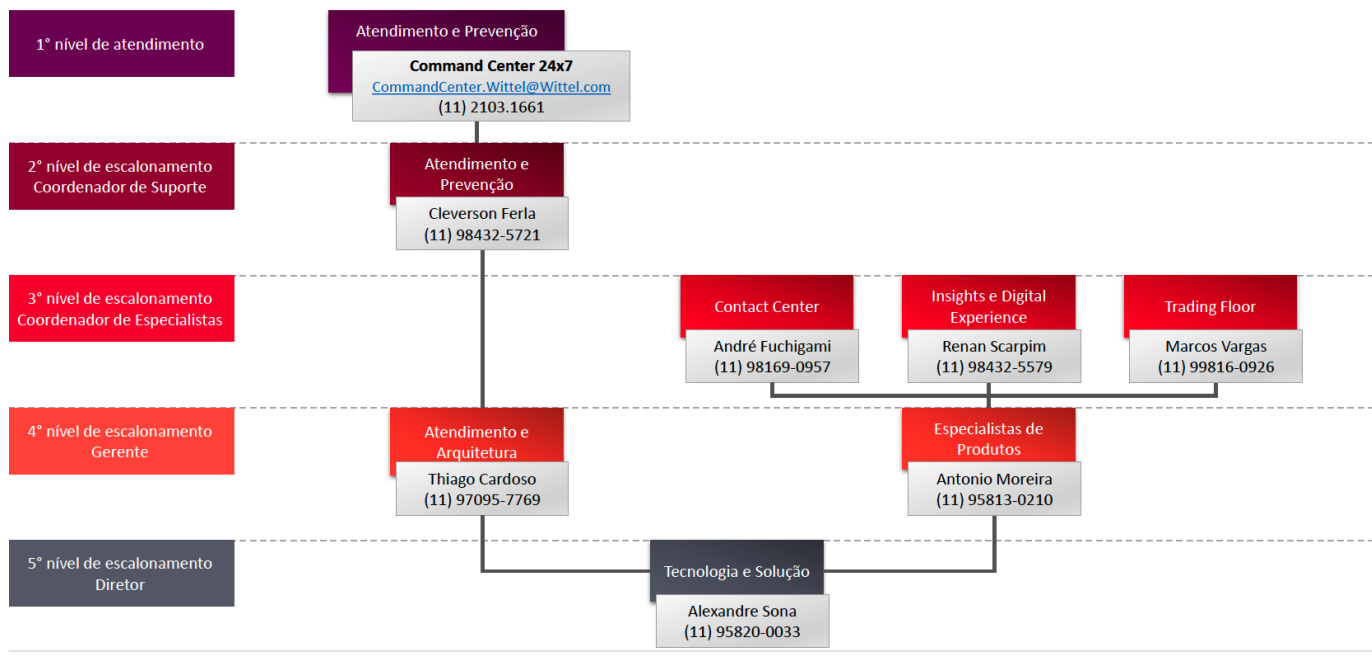 1° nível de atendimento
Atendimento e Prevenção
Command Center 24x7
CommandCenter.Wittel@Wittel.com
(11) 2103.1661
2° nível de escalonamento
Coordenador de Suporte
Atendimento e
Prevenção
Cleverson Ferla
(11) 98432-5721
3° nível de escalonamento
Coordenador de Especialistas
Contact Center
André Fuchigami
(11) 98169-0957
Insights e Digital
Experience
Renan Scarpim
(11) 98432-5579
Trading Floor
Marcos Vargas
(11) 99816-0926
4° nível de escalonamento
Gerente
Atendimento e
Arquitetura
Thiago Cardoso
(11) 97095-7769
Especialistas de
Produtos
Antonio Moreira
(11) 95813-0210
5° nível de escalonamento
Diretor
Tecnologia e Solução
Alexandre Sona
(11) 95820-0033